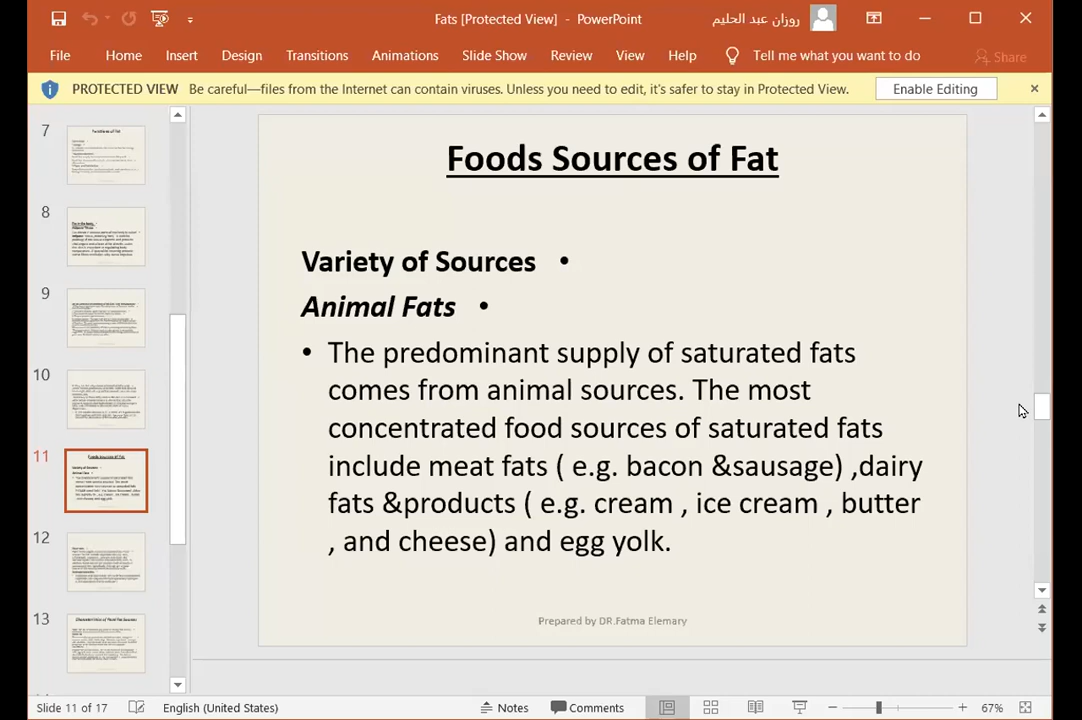 Fats [Protected View] - PowerPoint
روزان عبد الحليم
File Home Insert Design Transitions Animations Slide Show Review View Help Tell me what you want to do Share
PROTECTED VIEW Be careful—files from the Internet can contain viruses. Unless you need to edit, it's safer to stay in Protected View. Enable Editing
7
8
9
10
11
12
13
Foods Sources of Fat
Variety of Sources •
Animal Fats •
• The predominant supply of saturated fats
comes from animal sources. The most
concentrated food sources of saturated fats
include meat fats ( e.g. bacon &sausage) ,dairy
fats &products ( e.g. cream , ice cream , butter
, and cheese) and egg yolk.
Prepared by DR.Fatma Elemary
Slide 11 of 17 English (United States) Notes Comments 67%